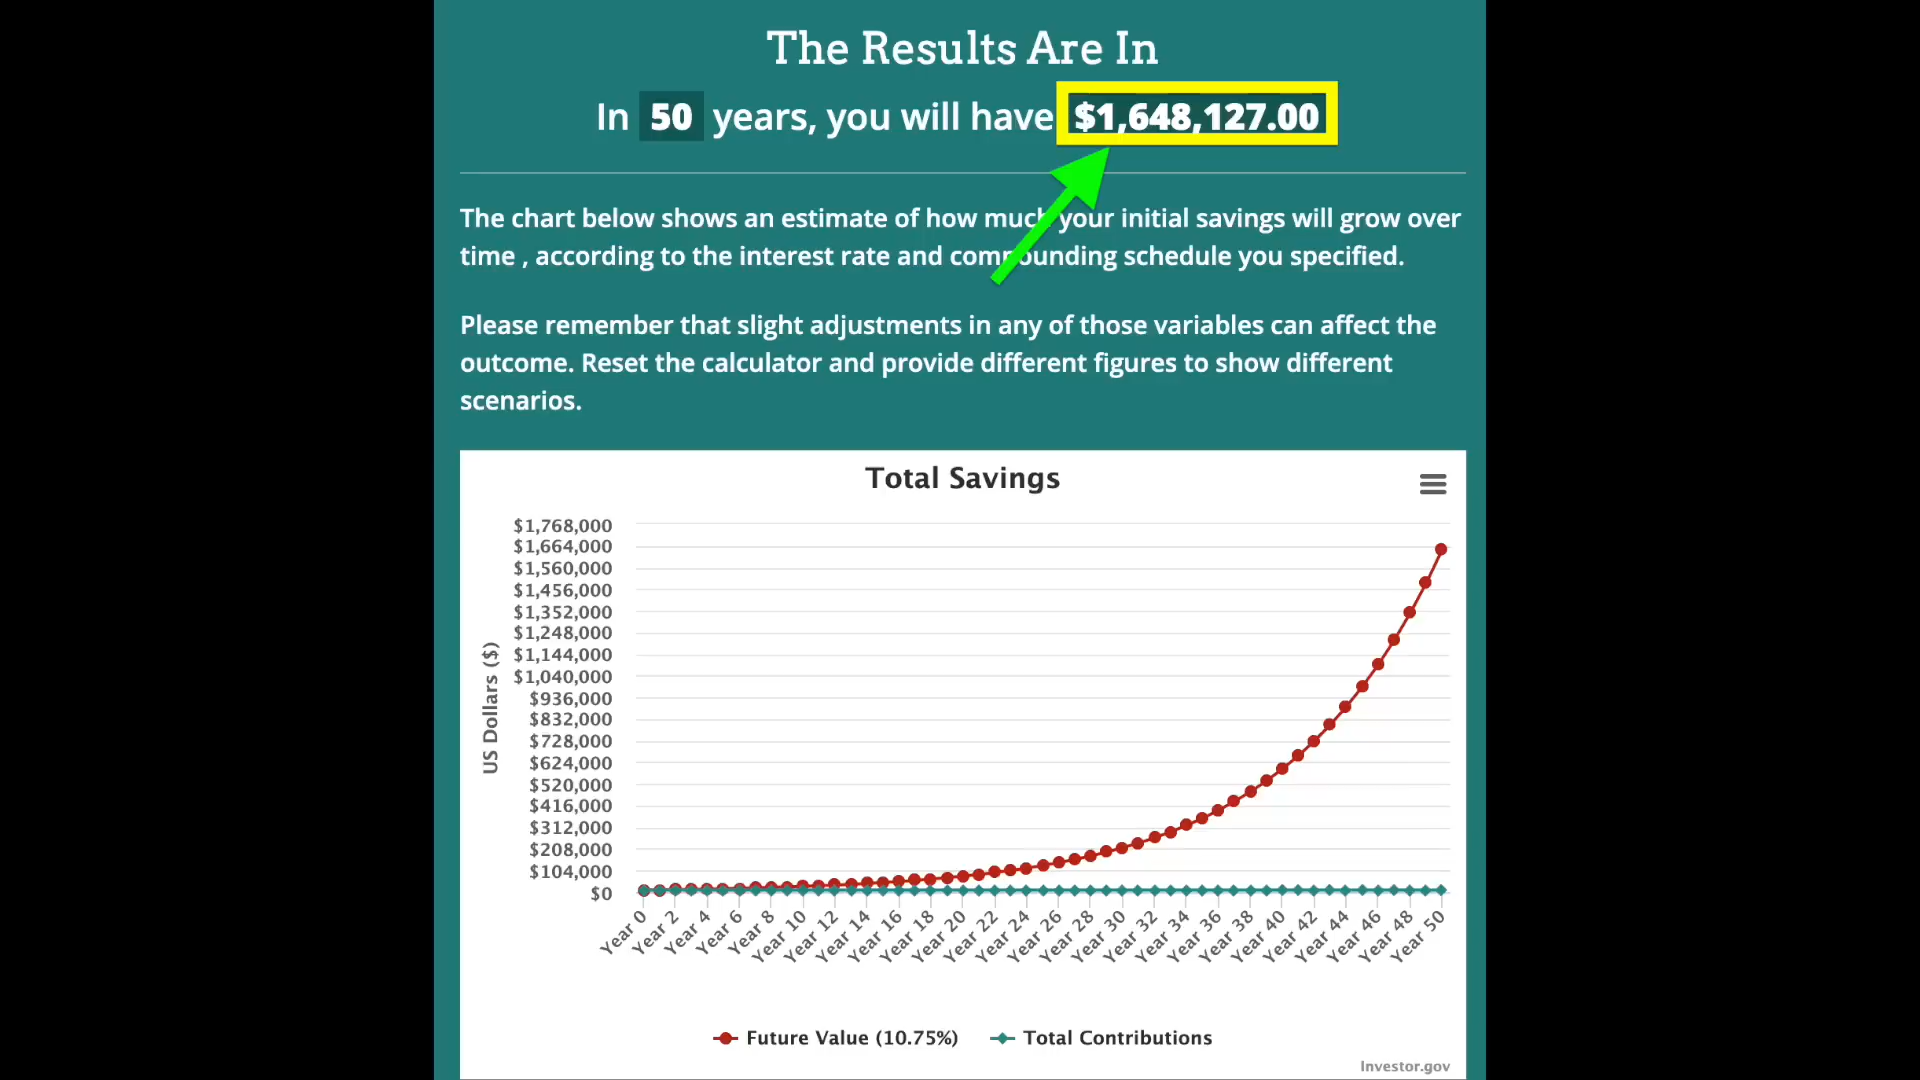 The Results Are In
In 50 years, you will have $1,648,127.00
The chart below shows an estimate of how much your initial savings will grow over
time , according to the interest rate and compounding schedule you specified.
Please remember that slight adjustments in any of those variables can affect the
outcome. Reset the calculator and provide different figures to show different
scenarios.
Total Savings
US Dollars ($)
$1,768,000
$1,664,000
$1,560,000
$1,456,000
$1,352,000
$1,248,000
$1,144,000
$1,040,000
$936,000
$832,000
$728,000
$624,000
$520,000
$416,000
$312,000
$208,000
$104,000
$0
Year 0
Year 2
Year 4
Year 6
Year 8
Year 10
Year 12
Year 14
Year 16
Year 18
Year 20
Year 22
Year 24
Year 26
Year 28
Year 30
Year 32
Year 34
Year 36
Year 38
Year 40
Year 42
Year 44
Year 46
Year 48
Year 50
Future Value (10.75%)
Total Contributions
Investor.gov